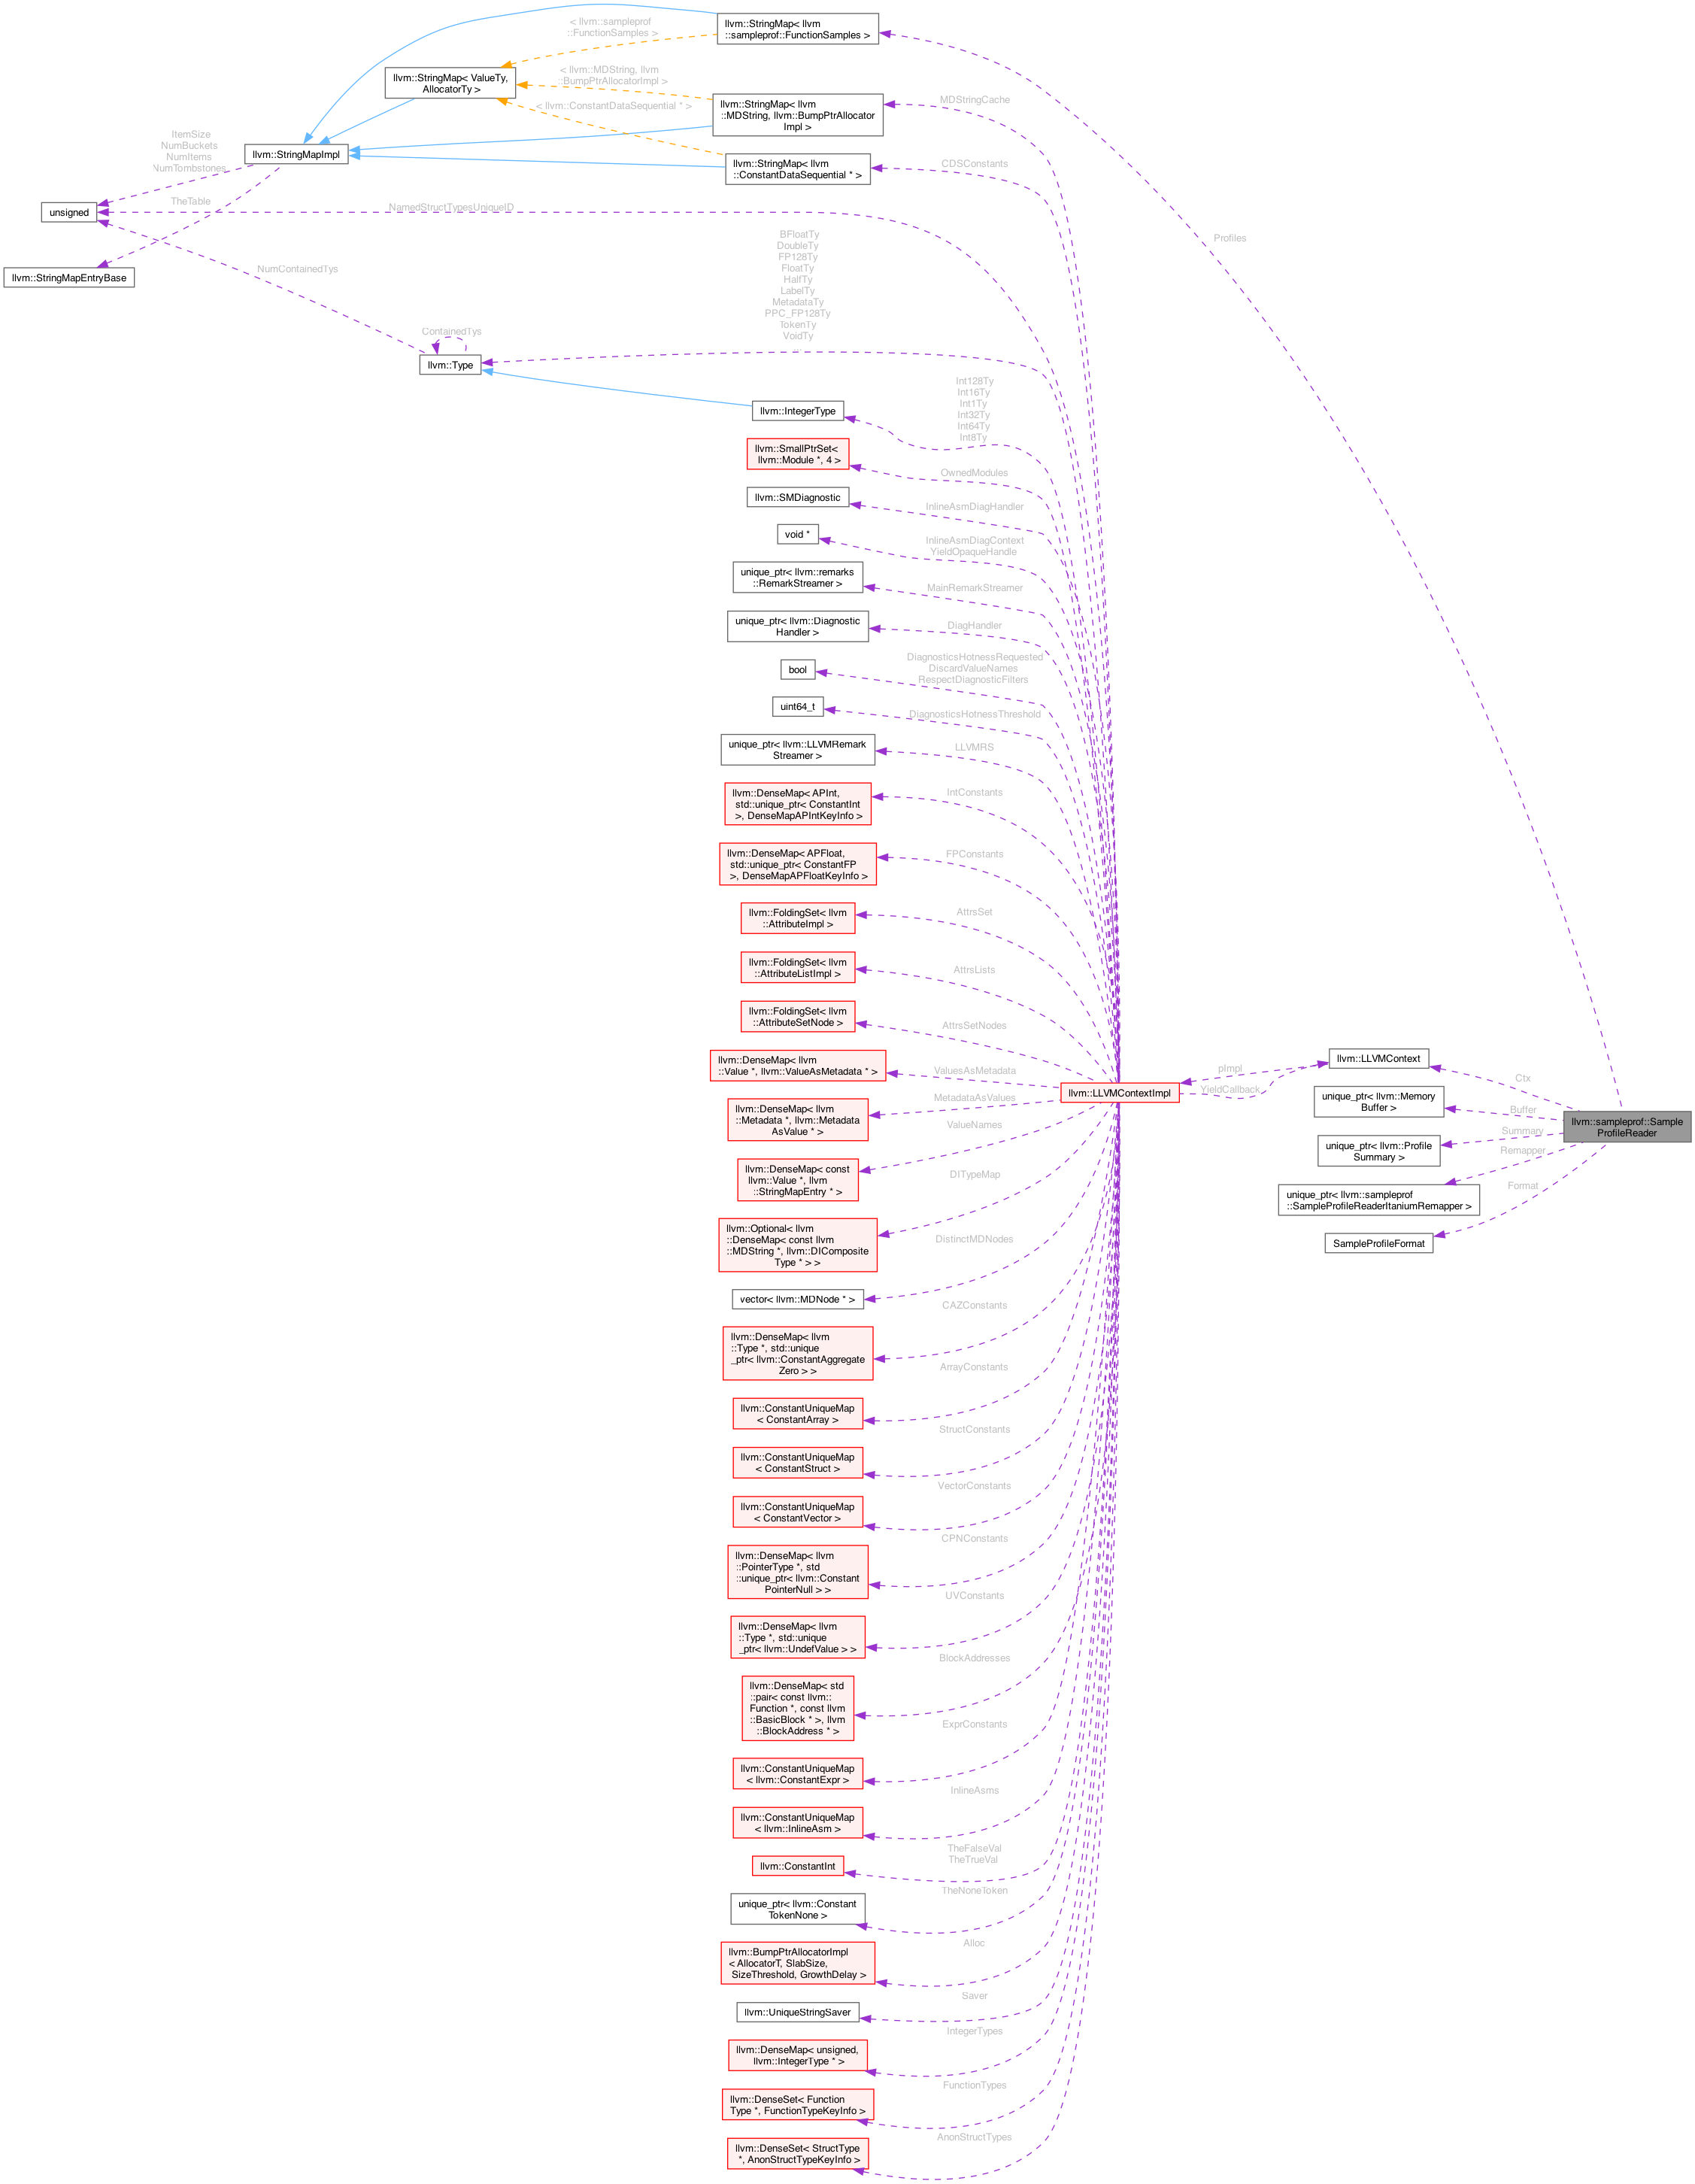 llvm::StringMap< llvm
::sampleprof::FunctionSamples >
< llvm::sampleprof
::FunctionSamples >
llvm::StringMap< ValueTy,
AllocatorTy >
< llvm::MDString, llvm
::BumpPtrAllocatorImpl >
< llvm::ConstantDataSequential * >
llvm::StringMap< llvm
::MDString, llvm::BumpPtrAllocator
Impl >
MDStringCache
llvm::StringMapImpl
ItemSize
NumBuckets
NumItems
NumTombstones
llvm::StringMap< llvm
::ConstantDataSequential * >
CDSConstants
unsigned
TheTable
NamedStructTypesUniqueID
llvm::StringMapEntryBase
NumContainedTys
Profiles
BFloatTy
DoubleTy
FP128Ty
FloatTy
HalfTy
LabelTy
MetadataTy
PPC_FP128Ty
TokenTy
VoidTy
...
ContainedTys
llvm::Type
llvm::IntegerType
Int128Ty
Int16Ty
Int1Ty
Int32Ty
Int64Ty
Int8Ty
llvm::SmallPtrSet<
llvm::Module *, 4 >
OwnedModules
llvm::SMDiagnostic
InlineAsmDiagHandler
void *
InlineAsmDiagContext
YieldOpaqueHandle
unique_ptr< llvm::remarks
::RemarkStreamer >
MainRemarkStreamer
unique_ptr< llvm::Diagnostic
Handler >
DiagHandler
bool
DiagnosticsHotnessRequested
DiscardValueNames
RespectDiagnosticFilters
uint64_t
DiagnosticsHotnessThreshold
unique_ptr< llvm::LLVMRemark
Streamer >
LLVMRS
llvm::DenseMap< APInt,
std::unique_ptr< ConstantInt
>, DenseMapAPIntKeyInfo >
IntConstants
llvm::DenseMap< APFloat,
std::unique_ptr< ConstantFP
>, DenseMapAPFloatKeyInfo >
FPConstants
llvm::FoldingSet< llvm
::AttributeImpl >
AttrsSet
llvm::FoldingSet< llvm
::AttributeListImpl >
AttrsLists
llvm::FoldingSet< llvm
::AttributeSetNode >
AttrsSetNodes
llvm::DenseMap< llvm
::Value *, llvm::ValueAsMetadata * >
ValuesAsMetadata
llvm::LLVMContextImpl
pImpl
YieldCallback
llvm::LLVMContext
Ctx
unique_ptr< llvm::Memory
Buffer >
Buffer
llvm::sampleprof::Sample
ProfileReader
unique_ptr< llvm::Profile
Summary >
Summary
unique_ptr< llvm::sampleprof
::SampleProfileReaderItaniumRemapper >
Remapper
SampleProfileFormat
Format
llvm::DenseMap< llvm
::Metadata *, llvm::Metadata
AsValue * >
MetadataAsValues
llvm::DenseMap< const
llvm::Value *, llvm
::StringMapEntry * >
ValueNames
llvm::Optional< llvm
::DenseMap< const llvm
::MDString *, llvm::DIComposite
Type * > >
DITypeMap
vector< llvm::MDNode * >
DistinctMDNodes
llvm::DenseMap< llvm
::Type *, std::unique
_ptr< llvm::ConstantAggregate
Zero > >
CAZConstants
llvm::ConstantUniqueMap
< ConstantArray >
ArrayConstants
llvm::ConstantUniqueMap
< ConstantStruct >
StructConstants
llvm::ConstantUniqueMap
< ConstantVector >
VectorConstants
llvm::DenseMap< llvm
::PointerType *, std
::unique_ptr< llvm::Constant
PointerNull > >
CPNConstants
llvm::DenseMap< llvm
::Type *, std::unique
_ptr< llvm::UndefValue > >
UVConstants
llvm::DenseMap< std
::pair< const llvm::
Function *, const llvm
::BasicBlock * >, llvm
::BlockAddress * >
BlockAddresses
llvm::ConstantUniqueMap
< llvm::ConstantExpr >
ExprConstants
llvm::ConstantUniqueMap
< llvm::InlineAsm >
InlineAsms
llvm::ConstantInt
TheFalseVal
TheTrueVal
unique_ptr< llvm::Constant
TokenNone >
TheNoneToken
llvm::BumpPtrAllocatorImpl
< AllocatorT, SlabSize,
SizeThreshold, GrowthDelay >
Alloc
llvm::UniqueStringSaver
Saver
llvm::DenseMap< unsigned,
llvm::IntegerType * >
IntegerTypes
llvm::DenseSet< Function
Type *, FunctionTypeKeyInfo >
FunctionTypes
llvm::DenseSet< StructType
*, AnonStructTypeKeyInfo >
AnonStructTypes